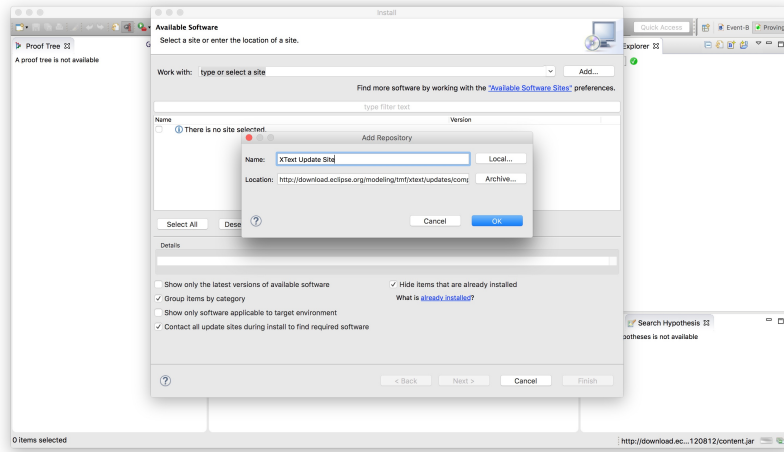 Install
Quick Access
Event-B
Proving
Proof Tree
A proof tree is not available
Explorer
Available Software
Select a site or enter the location of a site.
Work with: type or select a site
Add...
Find more software by working with the "Available Software Sites" preferences.
type filter text
Name Version
There is no site selected.
Add Repository
Name: XText Update Site
Local...
Location: http://download.eclipse.org/modeling/tmf/xtext/updates/comp
Archive...
Cancel
OK
Select All
Dese
Details
Show only the latest versions of available software
Hide items that are already installed
Group items by category
What is already installed?
Show only software applicable to target environment
Contact all update sites during install to find required software
Search Hypothesis
potheses is not available
< Back
Next >
Cancel
Finish
0 items selected
http://download.ec...120812/content.jar